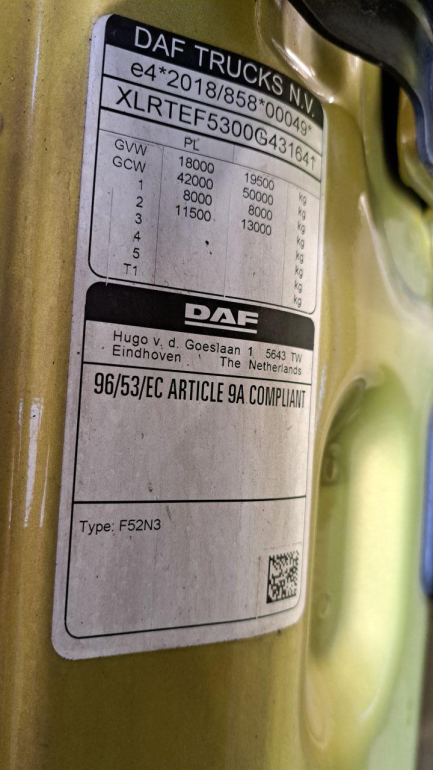 DAF TRUCKS N.V.
e4*2018/858*00049*
XLRTEF5300G431641
PL
GVW 18000 19500 kg
GCW 42000 50000 kg
1 8000 8000 kg
2 11500 13000 kg
3 kg
4 kg
5 kg
T1 kg
DAF
Hugo v. d. Goeslaan 1 5643 TW
Eindhoven The Netherlands
96/53/EC ARTICLE 9A COMPLIANT
Type: F52N3